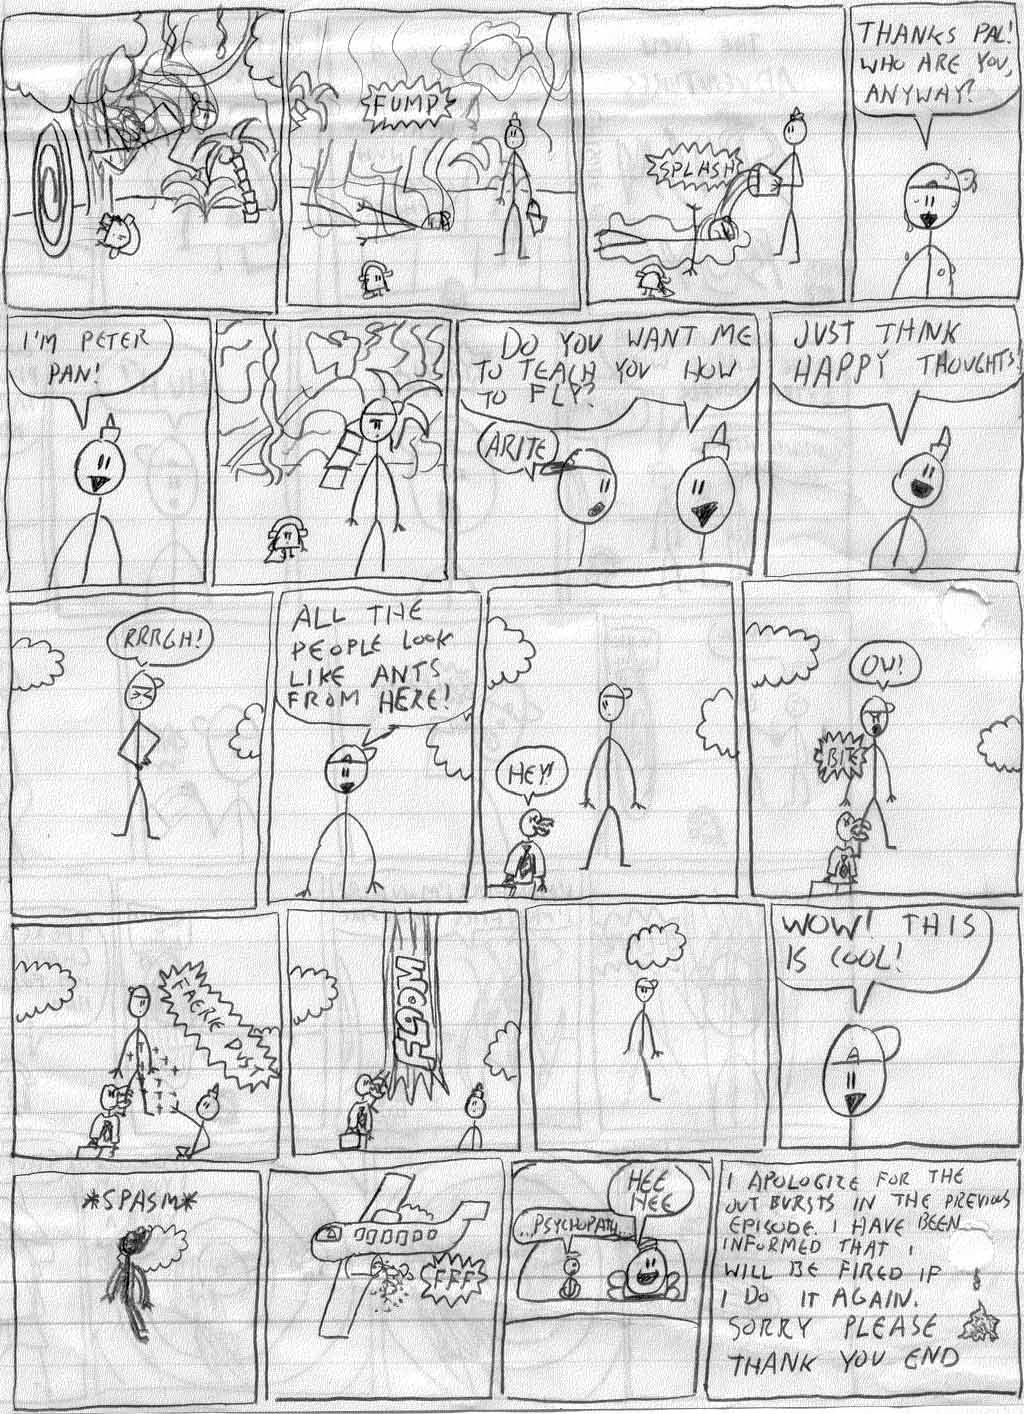 FUMP
SPLASH
THANKS PAL!
WHO ARE YOU,
ANYWAY?
I'M PETER
PAN!
DO YOU WANT ME
TO TEACH YOU HOW
TO FLY?
ARITE
JUST THINK
HAPPY THOUGHTS!
RRRGH!
ALL THE
PEOPLE LOOK
LIKE ANTS
FROM HERE!
HEY!
OW!
BITE
FAERIE DUST
FFOOM
WOW! THIS
IS COOL!
*SPASM*
FFF
...PSYCHOPATH...
HEE
HEE
I APOLOGIZE FOR THE
OUT BURSTS IN THE PREVIOUS
EPISODE. I HAVE BEEN
INFORMED THAT I
WILL BE FIRED IF
I DO IT AGAIN.
SORRY PLEASE
THANK YOU END